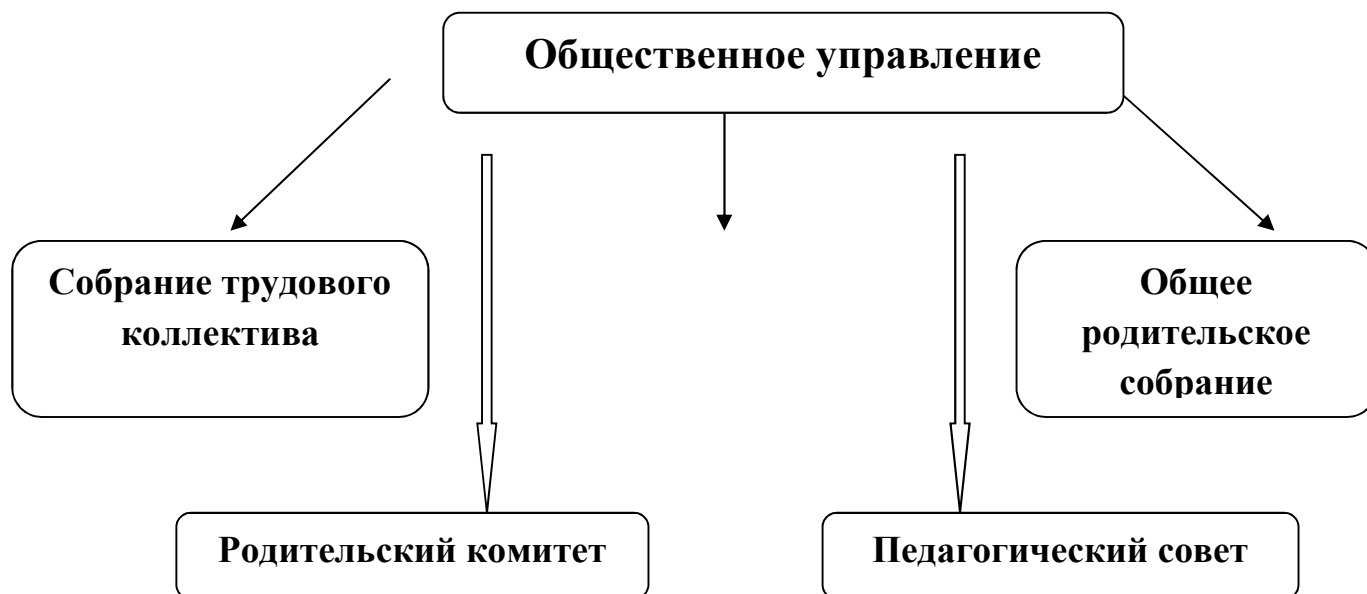 Общественное управление
Собрание трудового
коллектива
Общее
родительское
собрание
Родительский комитет
Педагогический совет